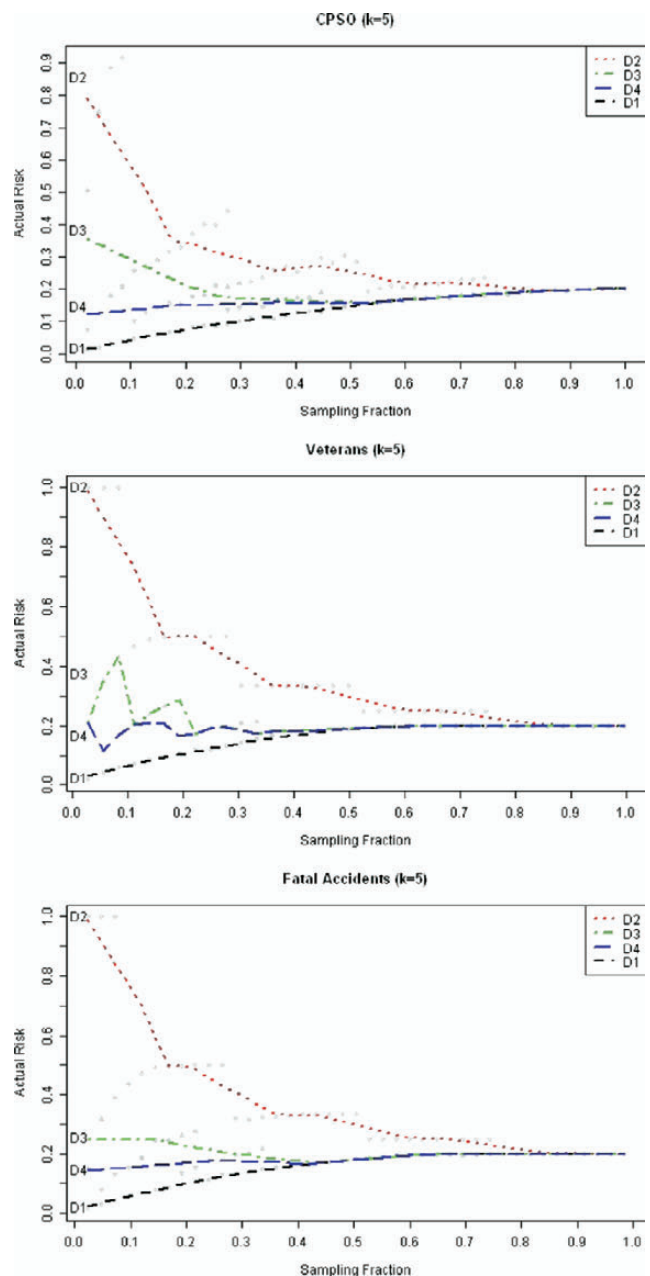 CPSO (k=5)
D2
D3
D4
D1
Actual Risk
0.9
0.8
0.7
0.6
0.5
0.4
0.3
0.2
0.1
0.0
D2
D3
D4
D1
0.0 0.1 0.2 0.3 0.4 0.5 0.6 0.7 0.8 0.9 1.0
Sampling Fraction
Veterans (k=5)
D2
D3
D4
D1
Actual Risk
1.0
0.8
0.6
0.4
0.2
0.0
D2
D3
D4
D1
0.0 0.1 0.2 0.3 0.4 0.5 0.6 0.7 0.8 0.9 1.0
Sampling Fraction
Fatal Accidents (k=5)
D2
D3
D4
D1
Actual Risk
1.0
0.8
0.6
0.4
0.2
0.0
D2
D3
D4
D1
0.0 0.1 0.2 0.3 0.4 0.5 0.6 0.7 0.8 0.9 1.0
Sampling Fraction